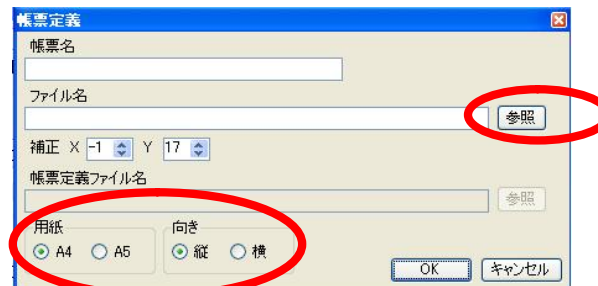 帳票定義
帳票名
ファイル名
参照
補正 X -1 Y 17
帳票定義ファイル名
参照
用紙 向き
A4 A5 縦 横
OK キャンセル